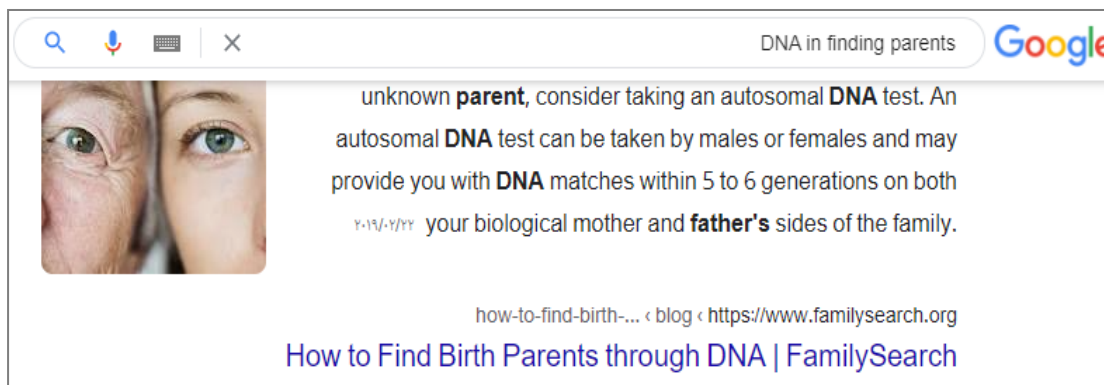 DNA in finding parents
Google
unknown parent, consider taking an autosomal DNA test. An
autosomal DNA test can be taken by males or females and may
provide you with DNA matches within 5 to 6 generations on both
your biological mother and father's sides of the family. ٢٠١٩/٠٢/٢٢
https://www.familysearch.org › blog › how-to-find-birth-...
How to Find Birth Parents through DNA | FamilySearch